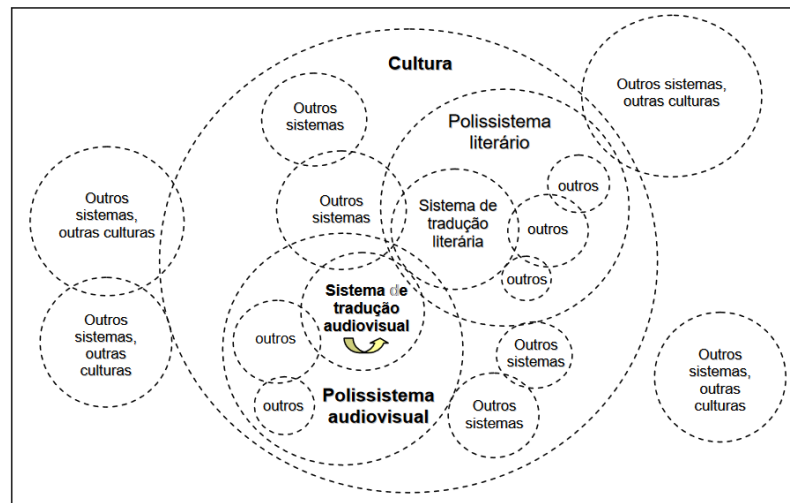 Cultura
Outros sistemas,
outras culturas
Outros
sistemas
Polissistema
literário
Outros
sistemas,
outras culturas
Outros
sistemas
Sistema de
tradução
literária
outros
outros
outros
Sistema de
tradução
audiovisual
outros
outros
Polissistema
audiovisual
Outros
sistemas,
outras
culturas
Outros
sistemas
Outros
sistemas
Outros
sistemas,
outras
culturas